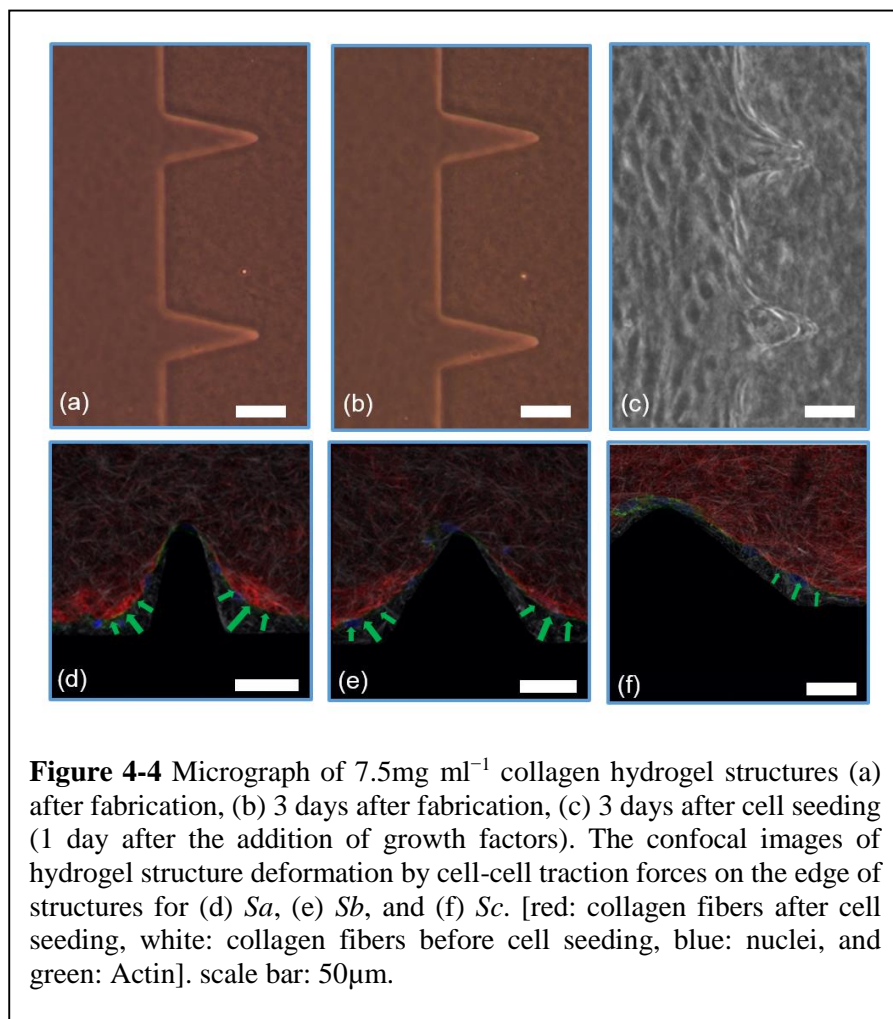 (a)
(b)
(c)
(d)
(e)
(f)
Figure 4-4 Micrograph of 7.5mg ml⁻¹ collagen hydrogel structures (a)
after fabrication, (b) 3 days after fabrication, (c) 3 days after cell seeding
(1 day after the addition of growth factors). The confocal images of
hydrogel structure deformation by cell-cell traction forces on the edge of
structures for (d) Sa, (e) Sb, and (f) Sc. [red: collagen fibers after cell
seeding, white: collagen fibers before cell seeding, blue: nuclei, and
green: Actin]. scale bar: 50μm.